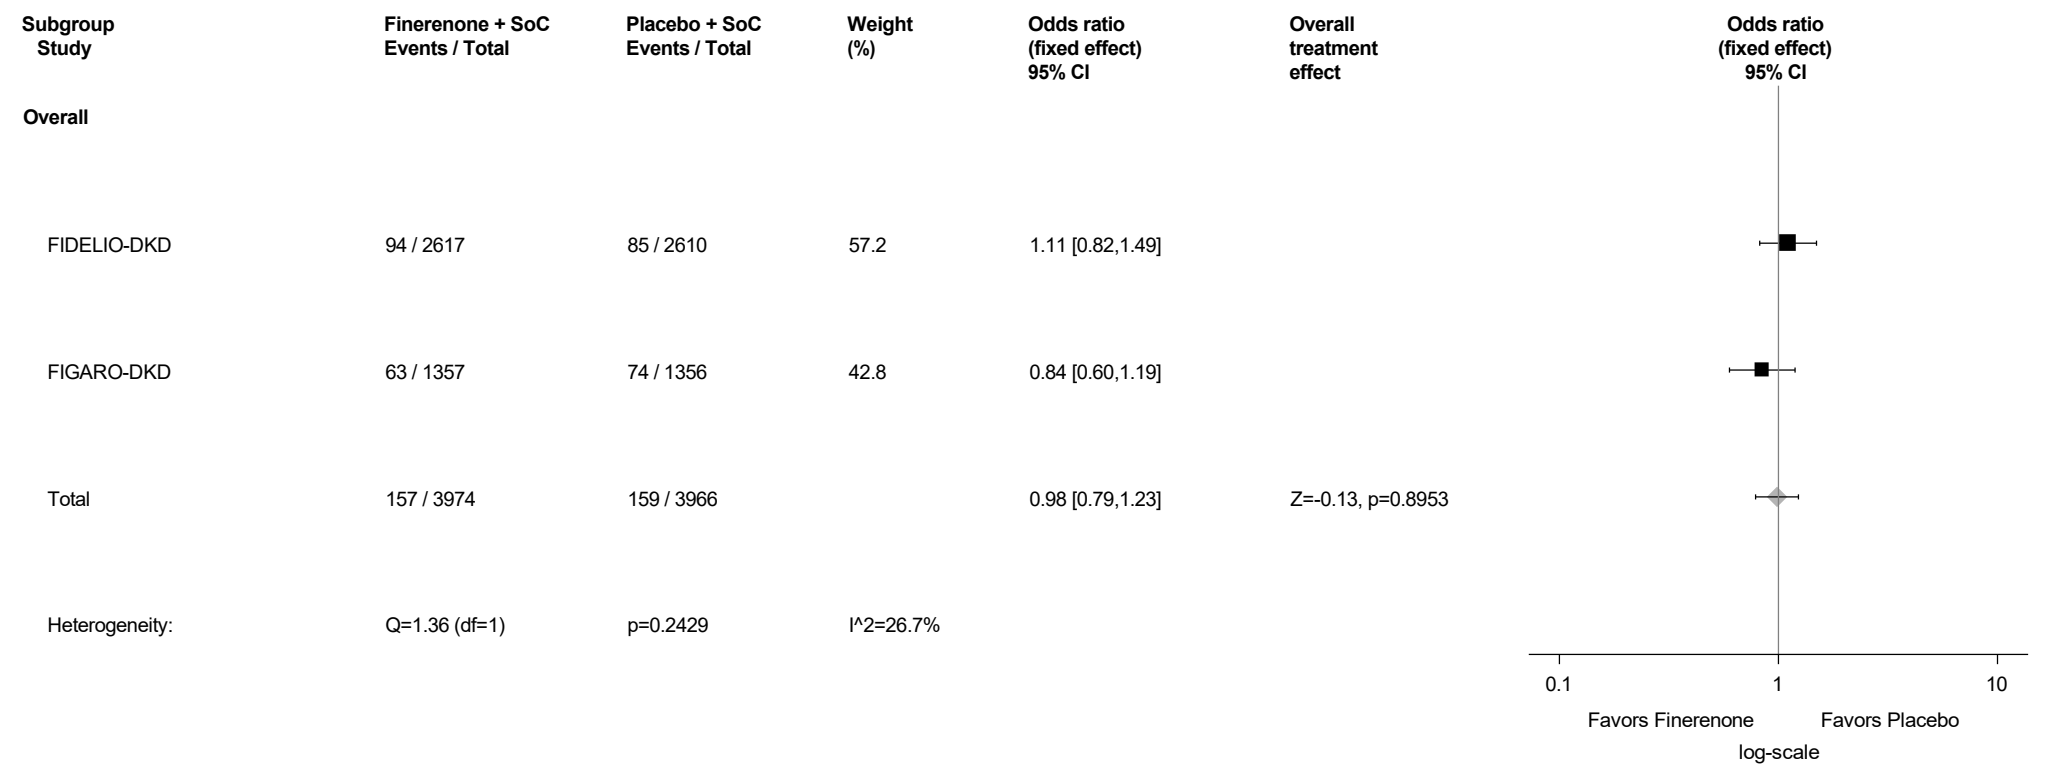 Subgroup Finerenone + SoC Placebo + SoC Weight Odds ratio Overall Odds ratio
Study Events / Total Events / Total (%) (fixed effect) treatment (fixed effect)
95% CI effect 95% CI
Overall
FIDELIO-DKD 94 / 2617 85 / 2610 57.2 1.11 [0.82,1.49]
FIGARO-DKD 63 / 1357 74 / 1356 42.8 0.84 [0.60,1.19]
Total 157 / 3974 159 / 3966 0.98 [0.79,1.23] Z=-0.13, p=0.8953
Heterogeneity: Q=1.36 (df=1) p=0.2429 I^2=26.7%
0.1 1 10
Favors Finerenone Favors Placebo
log-scale